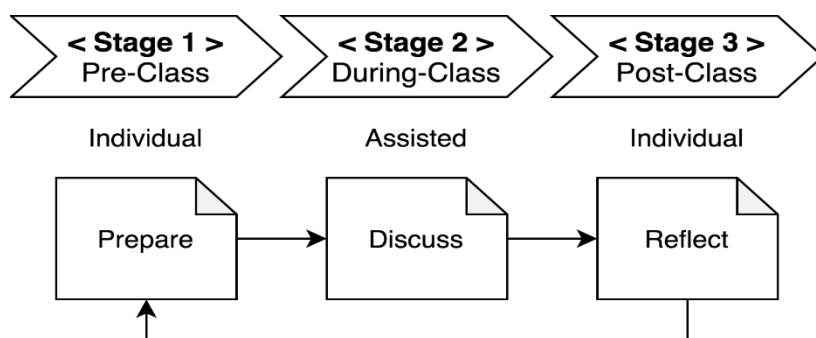 < Stage 1 >
Pre-Class
< Stage 2 >
During-Class
< Stage 3 >
Post-Class
Individual
Assisted
Individual
Prepare
Discuss
Reflect